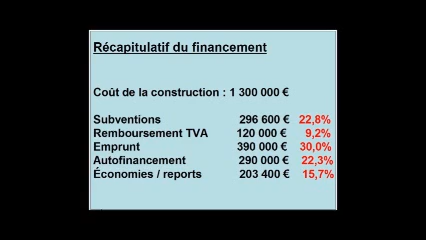 Récapitulatif du financement
Coût de la construction : 1 300 000 €
Subventions 296 600 € 22,8%
Remboursement TVA 120 000 € 9,2%
Emprunt 390 000 € 30,0%
Autofinancement 290 000 € 22,3%
Économies / reports 203 400 € 15,7%